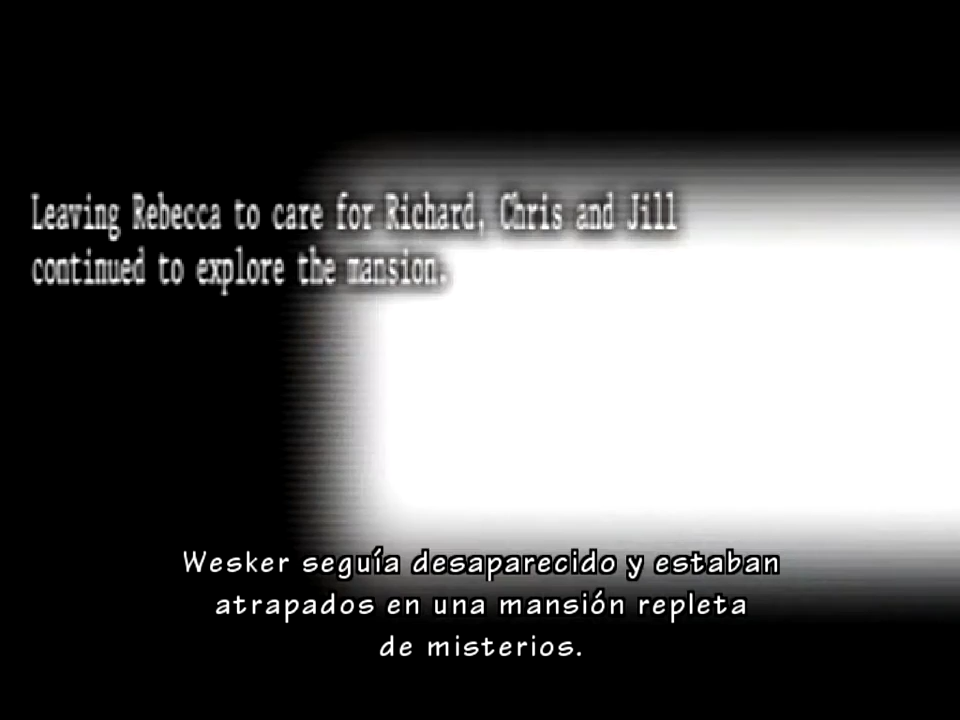 Leaving Rebecca to care for Richard, Chris and Jill
continued to explore the mansion.
Wesker seguía desaparecido y estaban
atrapados en una mansión repleta
de misterios.